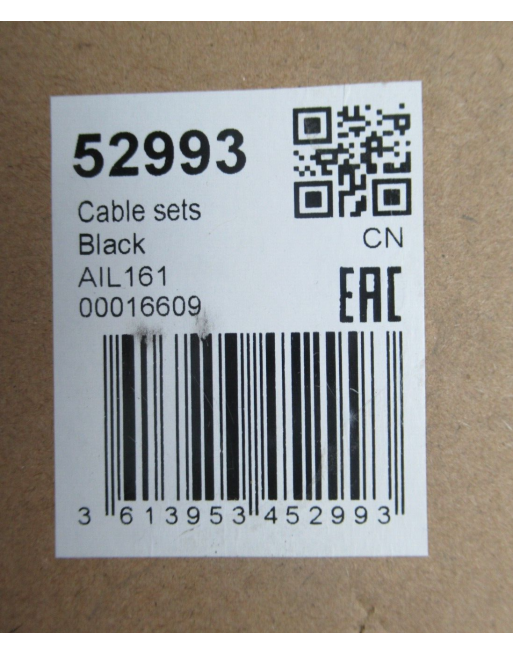 52993
Cable sets
Black
CN
AIL161
00016609
EAC
3 613953 452993